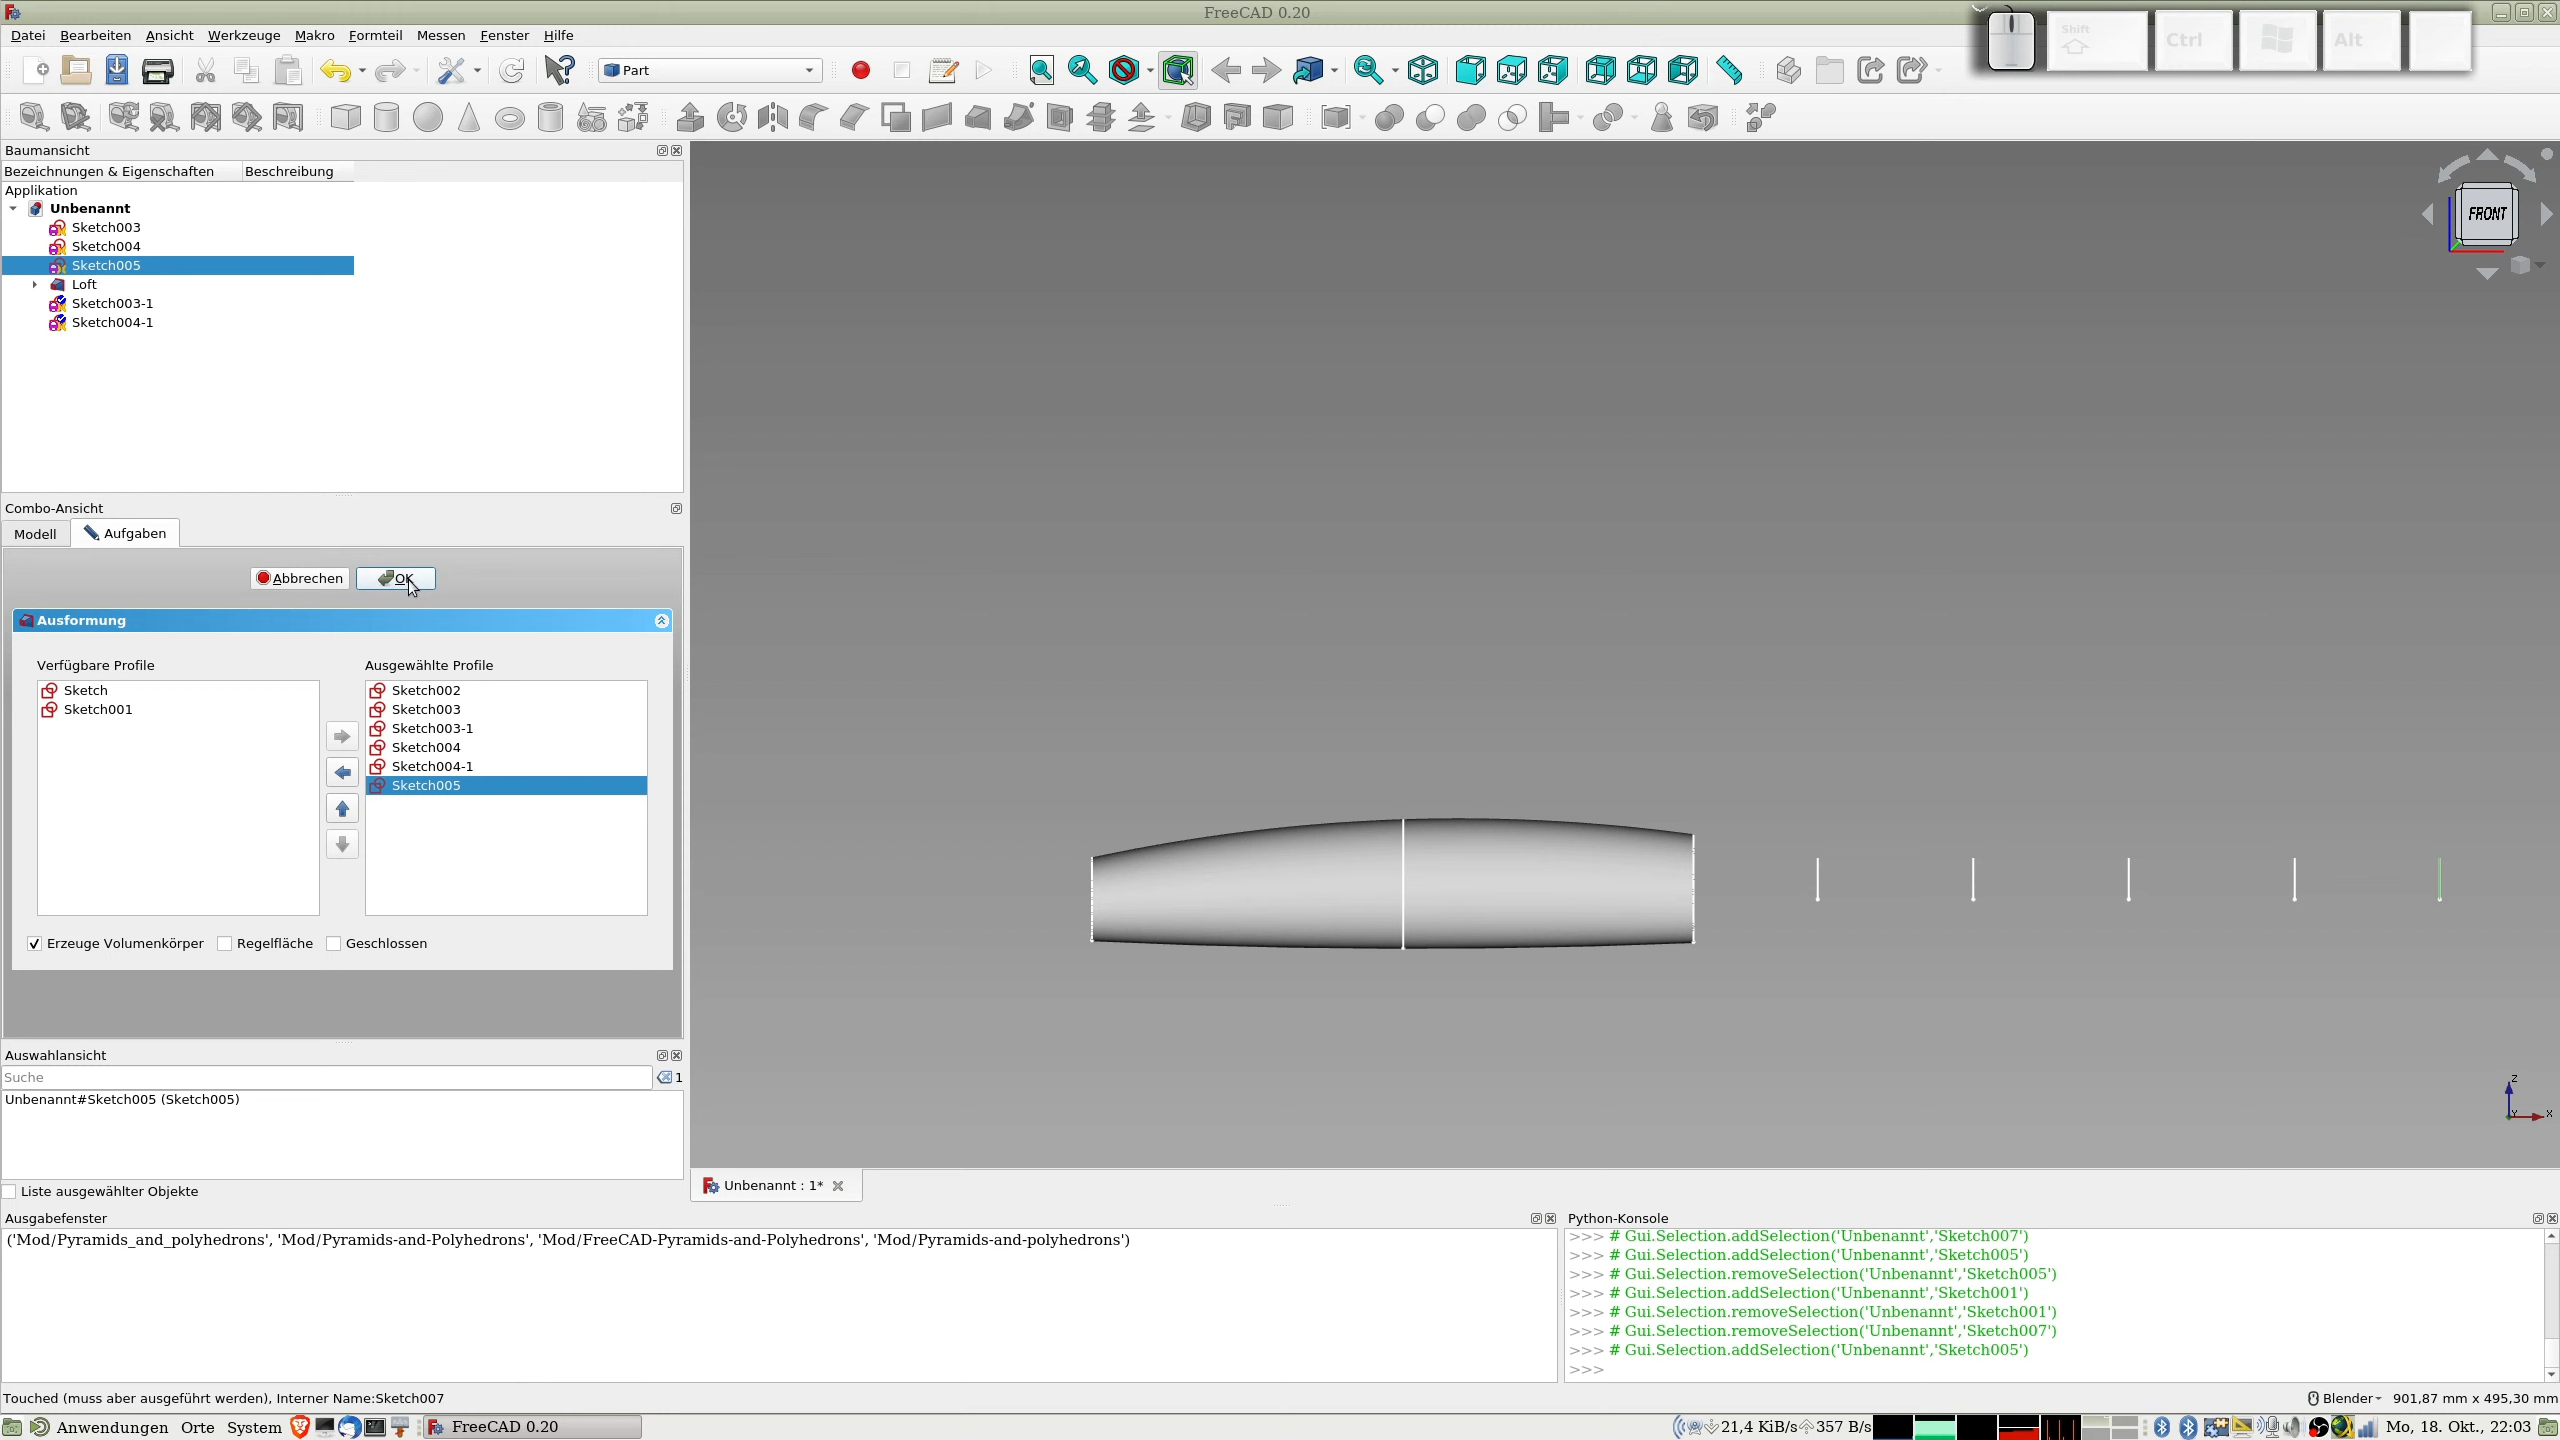 FreeCAD 0.20
Datei Bearbeiten Ansicht Werkzeuge Makro Formteil Messen Fenster Hilfe
Shift
Ctrl
Alt
Part
Baumansicht
Bezeichnungen & Eigenschaften Beschreibung
Applikation
Unbenannt
Sketch003
Sketch004
Sketch005
Loft
Sketch003-1
Sketch004-1
FRONT
Combo-Ansicht
Modell Aufgaben
Abbrechen OK
Ausformung
Verfügbare Profile
Sketch
Sketch001
Ausgewählte Profile
Sketch002
Sketch003
Sketch003-1
Sketch004
Sketch004-1
Sketch005
Erzeuge Volumenkörper Regelfläche Geschlossen
Auswahlansicht
Suche 1
Unbenannt#Sketch005 (Sketch005)
Liste ausgewählter Objekte
Z
Y
X
Unbenannt : 1*
Ausgabefenster
('Mod/Pyramids_and_polyhedrons', 'Mod/Pyramids-and-Polyhedrons', 'Mod/FreeCAD-Pyramids-and-Polyhedrons', 'Mod/Pyramids-and-polyhedrons')
Python-Konsole
>>> # Gui.Selection.addSelection('Unbenannt','Sketch007')
>>> # Gui.Selection.addSelection('Unbenannt','Sketch005')
>>> # Gui.Selection.removeSelection('Unbenannt','Sketch005')
>>> # Gui.Selection.addSelection('Unbenannt','Sketch001')
>>> # Gui.Selection.removeSelection('Unbenannt','Sketch001')
>>> # Gui.Selection.removeSelection('Unbenannt','Sketch007')
>>> # Gui.Selection.addSelection('Unbenannt','Sketch005')
>>>
Touched (muss aber ausgeführt werden), Interner Name:Sketch007
Blender 901,87 mm x 495,30 mm
Anwendungen Orte System FreeCAD 0.20 21,4 KiB/s 357 B/s Mo, 18. Okt., 22:03